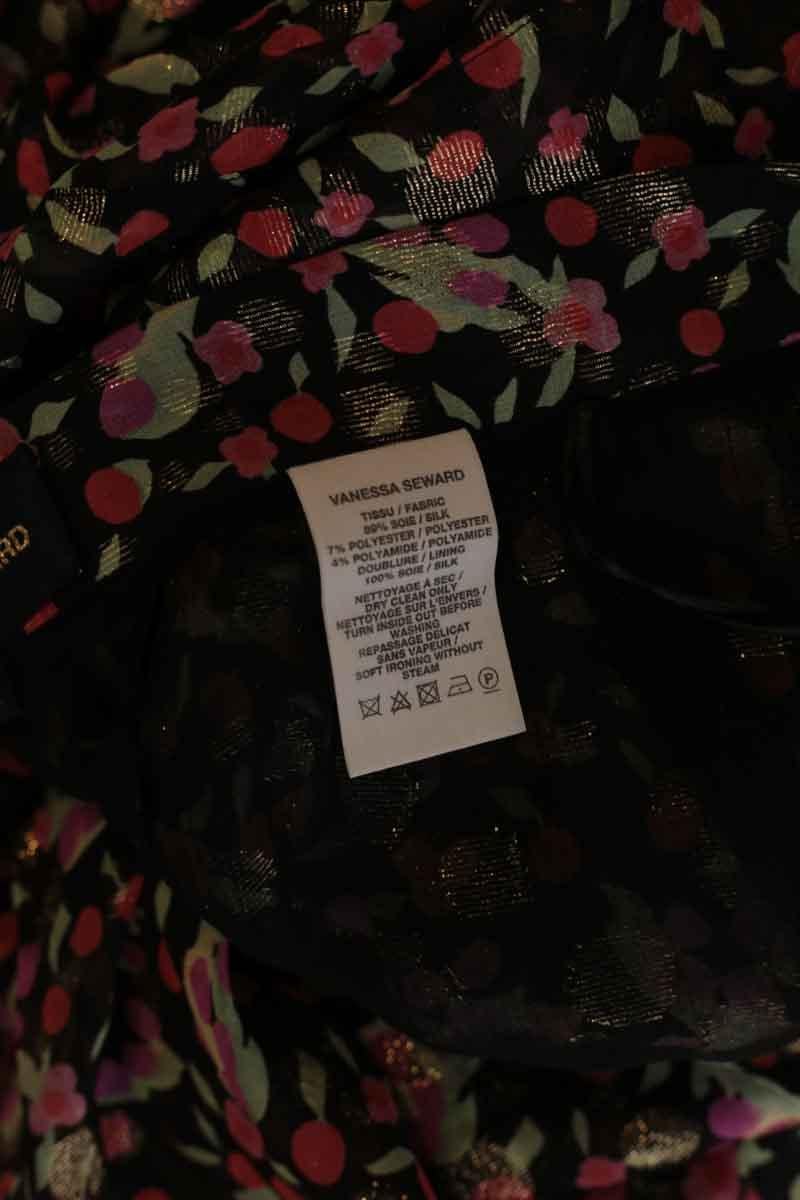 VANESSA SEWARD
TISSU / FABRIC
89% SOIE / SILK
7% POLYESTER / POLYESTER
4% POLYAMIDE / POLYAMIDE
DOUBLURE / LINING
100% SOIE / SILK
NETTOYAGE À SEC /
DRY CLEAN ONLY
NETTOYAGE SUR L'ENVERS /
TURN INSIDE OUT BEFORE
WASHING
REPASSAGE DELICAT
SANS VAPEUR /
SOFT IRONING WITHOUT
STEAM
P
ARD